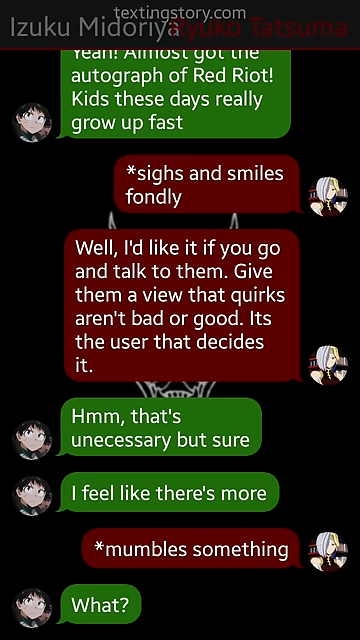 textingstory.com
Izuku Midoriya Ryuko Tatsuma
Yeah! Almost got the
autograph of Red Riot!
Kids these days really
grow up fast
*sighs and smiles
fondly
Well, I'd like it if you go
and talk to them. Give
them a view that quirks
aren't bad or good. Its
the user that decides
it.
Hmm, that's
unecessary but sure
I feel like there's more
*mumbles something
What?